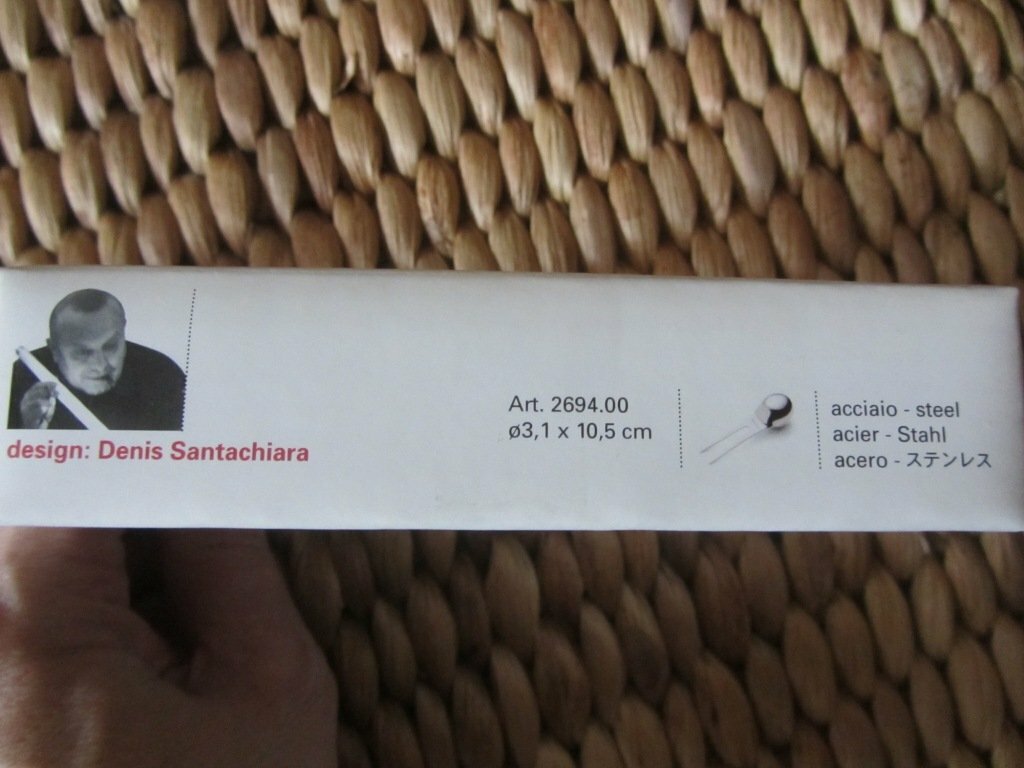 design: Denis Santachiara
Art. 2694.00
ø3,1 x 10,5 cm
acciaio - steel
acier - Stahl
acero - ステンレス